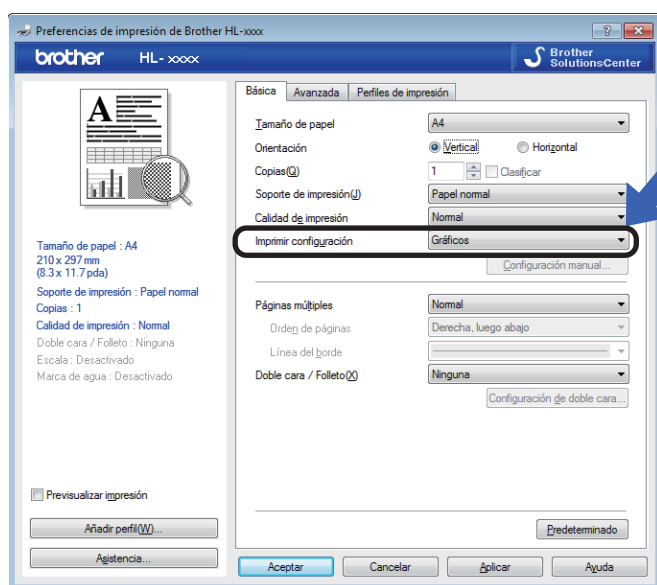 Preferencias de impresión de Brother HL-xxxx
brother HL- xxxx
Brother
SolutionsCenter
A
Tamaño de papel : A4
210 x 297 mm
(8.3 x 11.7 pda)
Soporte de impresión : Papel normal
Copias : 1
Calidad de impresión : Normal
Doble cara / Folleto : Ninguna
Escala : Desactivado
Marca de agua : Desactivado
Previsualizar impresión
Añadir perfil(W)...
Asistencia...
Básica Avanzada Perfiles de impresión
Tamaño de papel A4
Orientación Vertical Horizontal
Copias(Q) 1 Clasificar
Soporte de impresión(J) Papel normal
Calidad de impresión Normal
Imprimir configuración Gráficos
Configuración manual...
Páginas múltiples Normal
Orden de páginas Derecha, luego abajo
Línea del borde
Doble cara / Folleto(X) Ninguna
Configuración de doble cara...
Predeterminado
Aceptar Cancelar Aplicar Ayuda